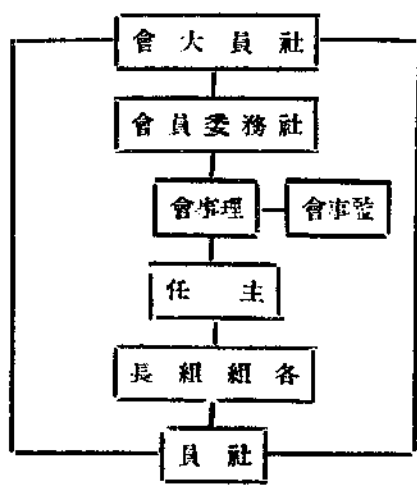 社員大會
社務委員會
理事會
監事會
主任
各組組長
社員